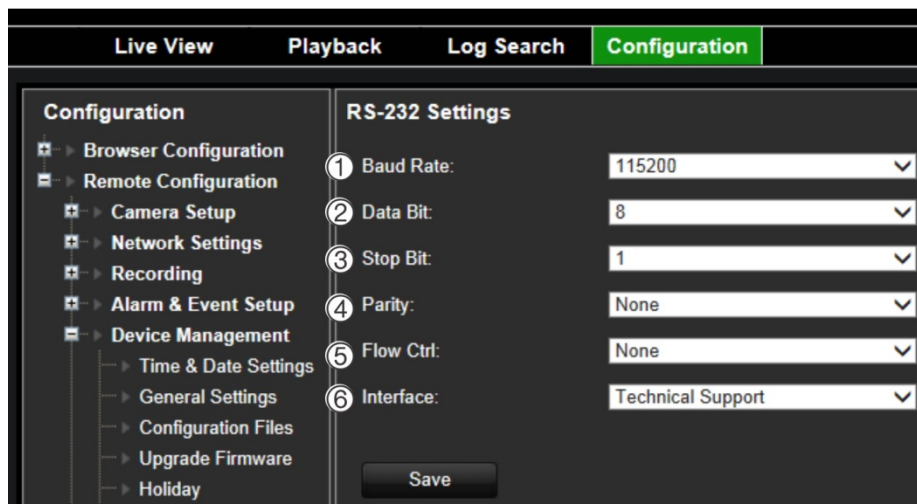 Live View Playback Log Search Configuration
Configuration
Browser Configuration
Remote Configuration
Camera Setup
Network Settings
Recording
Alarm & Event Setup
Device Management
Time & Date Settings
General Settings
Configuration Files
Upgrade Firmware
Holiday
RS-232 Settings
① Baud Rate: 115200
② Data Bit: 8
③ Stop Bit: 1
④ Parity: None
⑤ Flow Ctrl: None
⑥ Interface: Technical Support
Save